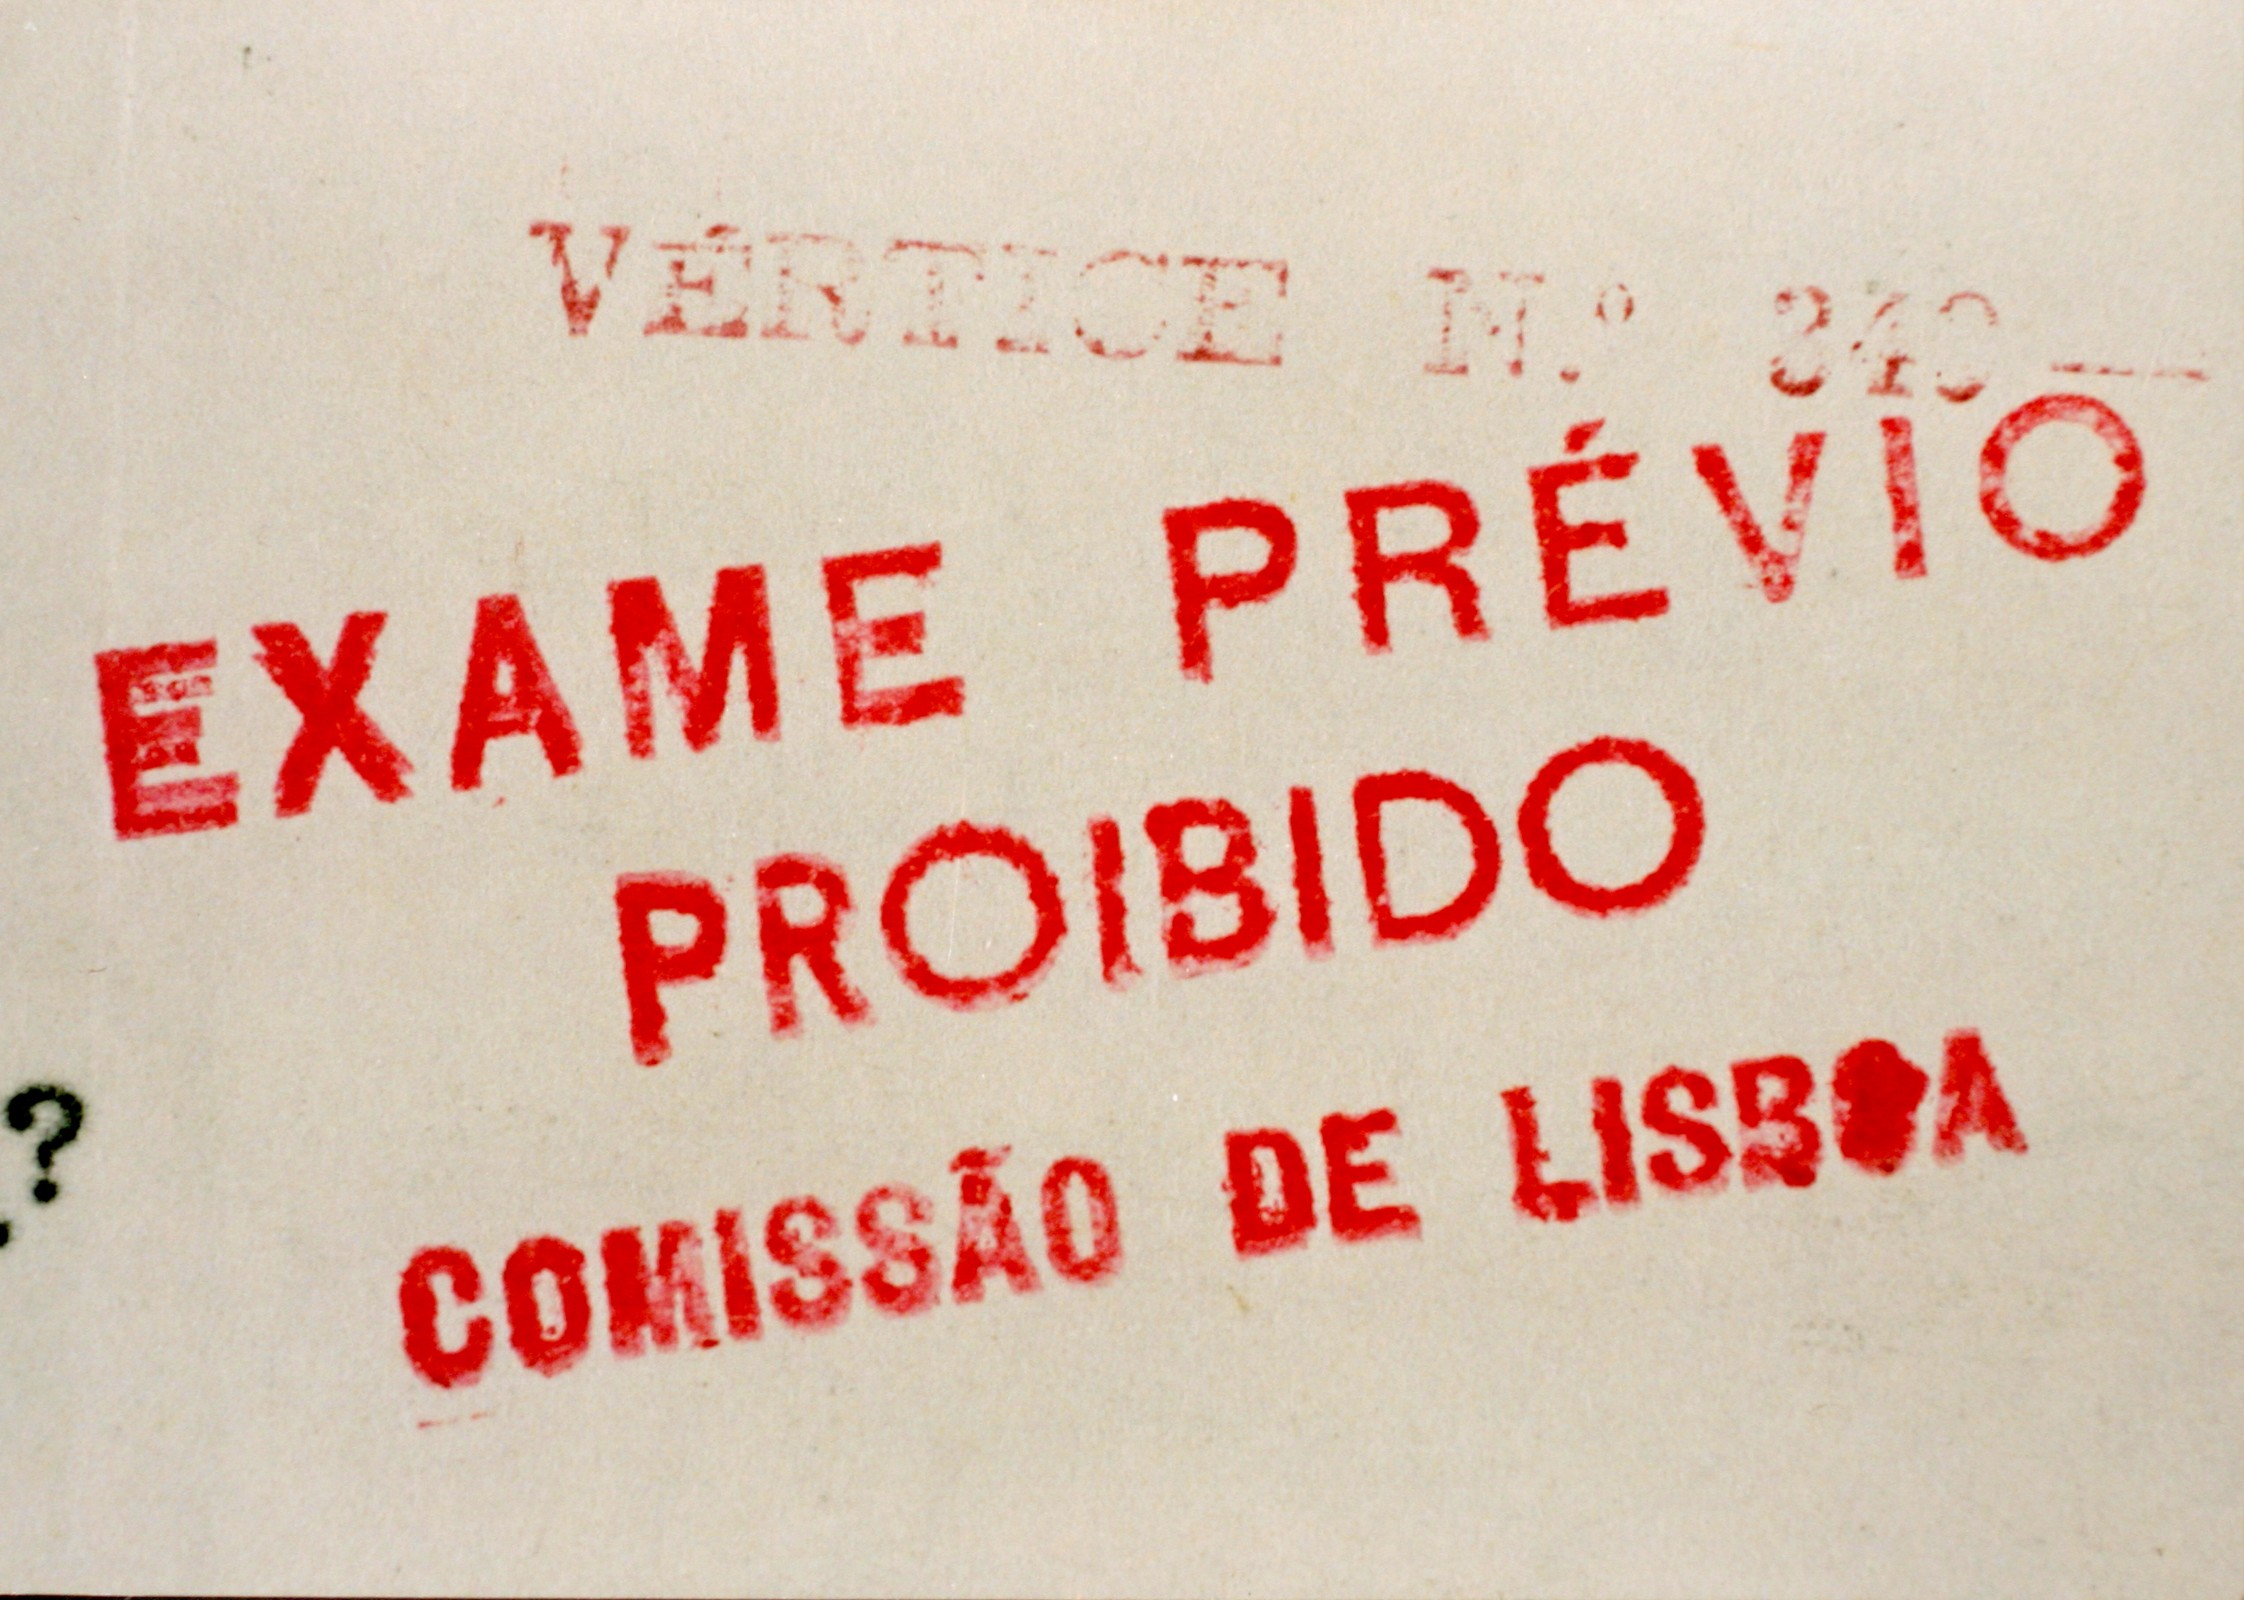 VÉRTICE N.º 340 —
EXAME PRÉVIO
PROIBIDO
?
COMISSÃO DE LISBOA